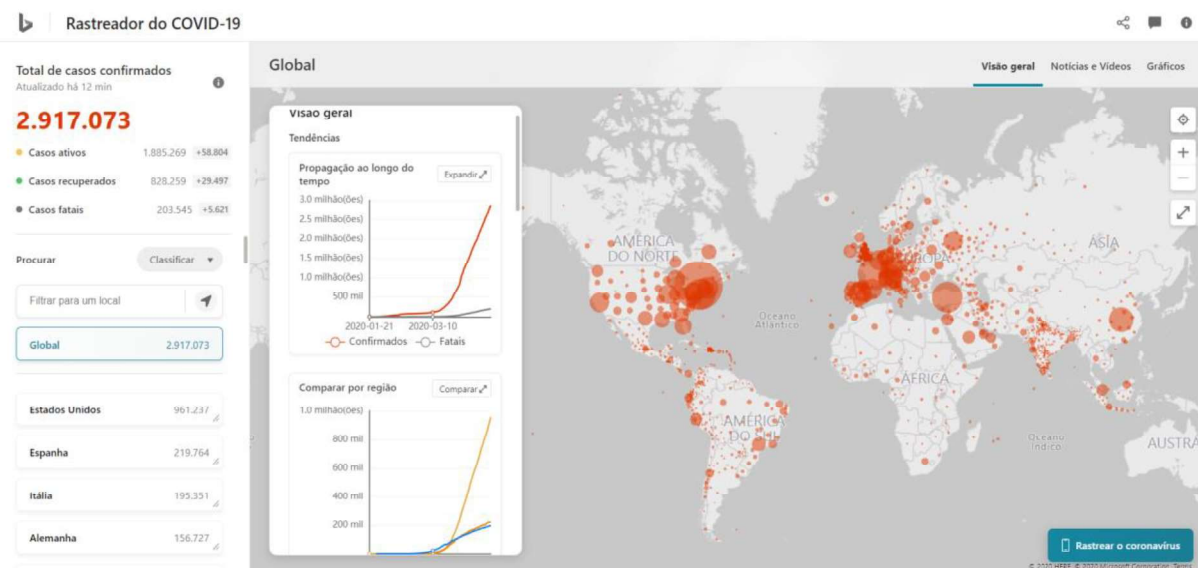 Rastreador do COVID-19
Total de casos confirmados
Atualizado há 12 min
2.917.073
Casos ativos 1.885.269 +58.804
Casos recuperados 828.259 +29.497
Casos fatais 203.545 +5.621
Procurar
Classificar
Filtrar para um local
Global 2.917.073
Estados Unidos 961.237
Espanha 219.764
Itália 195.351
Alemanha 156.727
Global
Visão geral Notícias e Vídeos Gráficos
Visão geral
Tendências
Propagação ao longo do
tempo
Expandir
3.0 milhão(ões)
2.5 milhão(ões)
2.0 milhão(ões)
1.5 milhão(ões)
1.0 milhão(ões)
500 mil
2020-01-21 2020-03-10
Confirmados Fatais
Comparar por região
Comparar
1.0 milhão(ões)
800 mil
600 mil
400 mil
200 mil
AMÉRICA
DO NORTE
EUROPA
ÁSIA
Oceano
Atlântico
ÁFRICA
AMÉRICA
DO SUL
Oceano
Índico
AUSTRÁ
Rastrear o coronavírus
© 2020 HERE, © 2020 Microsoft Corporation Terms